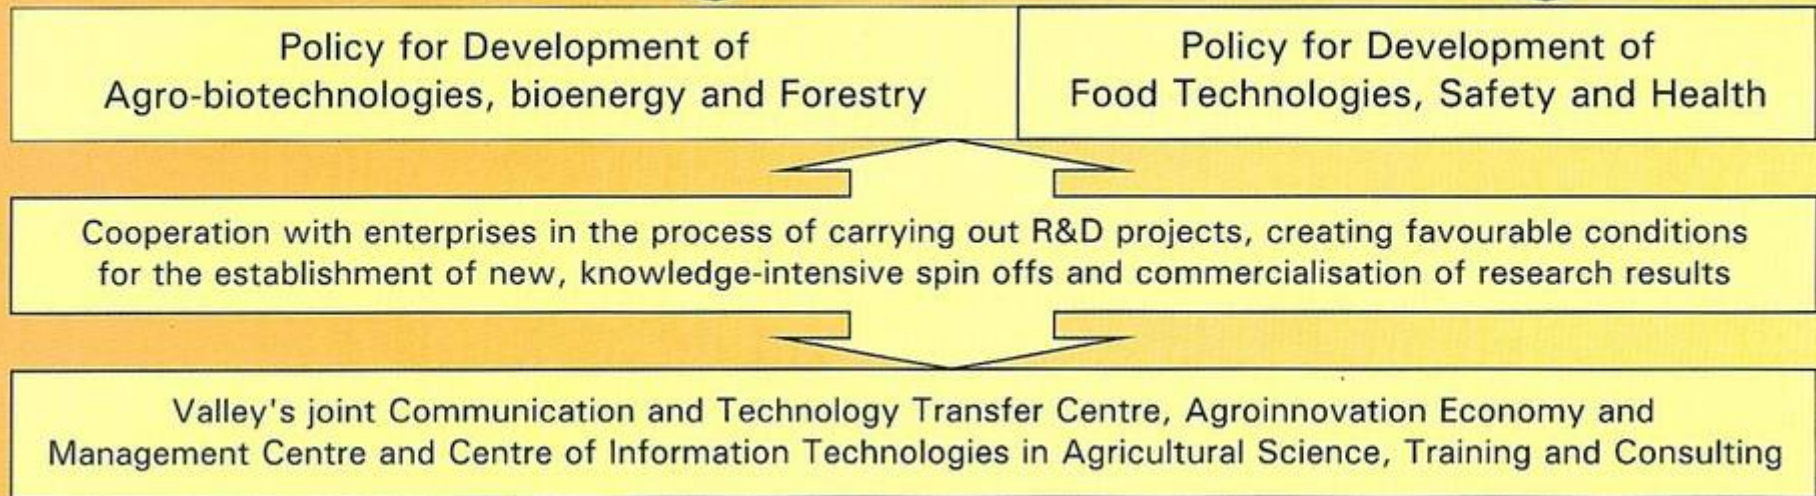 Policy for Development of
Agro-biotechnologies, bioenergy and Forestry
Policy for Development of
Food Technologies, Safety and Health
Cooperation with enterprises in the process of carrying out R&D projects, creating favourable conditions
for the establishment of new, knowledge-intensive spin offs and commercialisation of research results
Valley's joint Communication and Technology Transfer Centre, Agroinnovation Economy and
Management Centre and Centre of Information Technologies in Agricultural Science, Training and Consulting